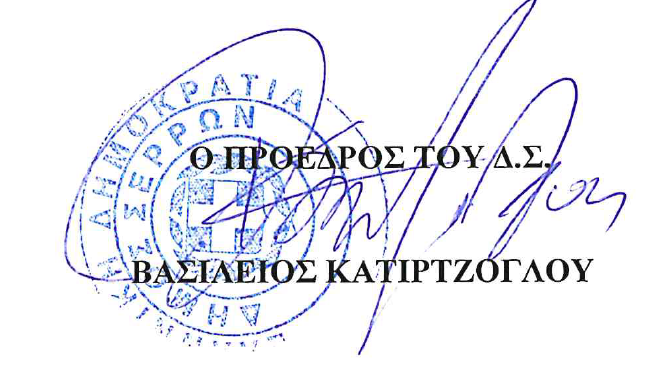 ΕΛΛΗΝΙΚΗ ΔΗΜΟΚΡΑΤΙΑ
ΔΗΜΟΣ ΣΕΡΡΩΝ
Ο ΠΡΟΕΔΡΟΣ ΤΟΥ Δ.Σ.
ΒΑΣΙΛΕΙΟΣ ΚΑΤΙΡΤΖΟΓΛΟΥ